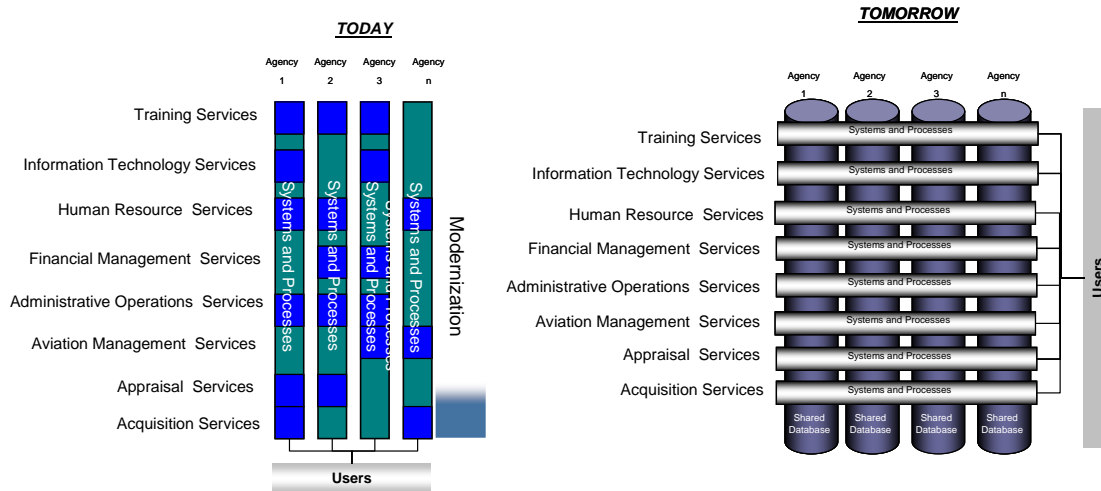 TODAY
Agency
1
Agency
2
Agency
3
Agency
n
Training Services
Information Technology Services
Human Resource Services
Financial Management Services
Administrative Operations Services
Aviation Management Services
Appraisal Services
Acquisition Services
Systems and Processes
Systems and Processes
Systems and Processes
Systems and Processes
Systems and Processes
Modernization
Users
TOMORROW
Agency
1
Agency
2
Agency
3
Agency
n
Training Services
Systems and Processes
Information Technology Services
Systems and Processes
Human Resource Services
Systems and Processes
Financial Management Services
Systems and Processes
Administrative Operations Services
Systems and Processes
Aviation Management Services
Systems and Processes
Appraisal Services
Systems and Processes
Acquisition Services
Systems and Processes
Shared
Database
Shared
Database
Shared
Database
Shared
Database
Users